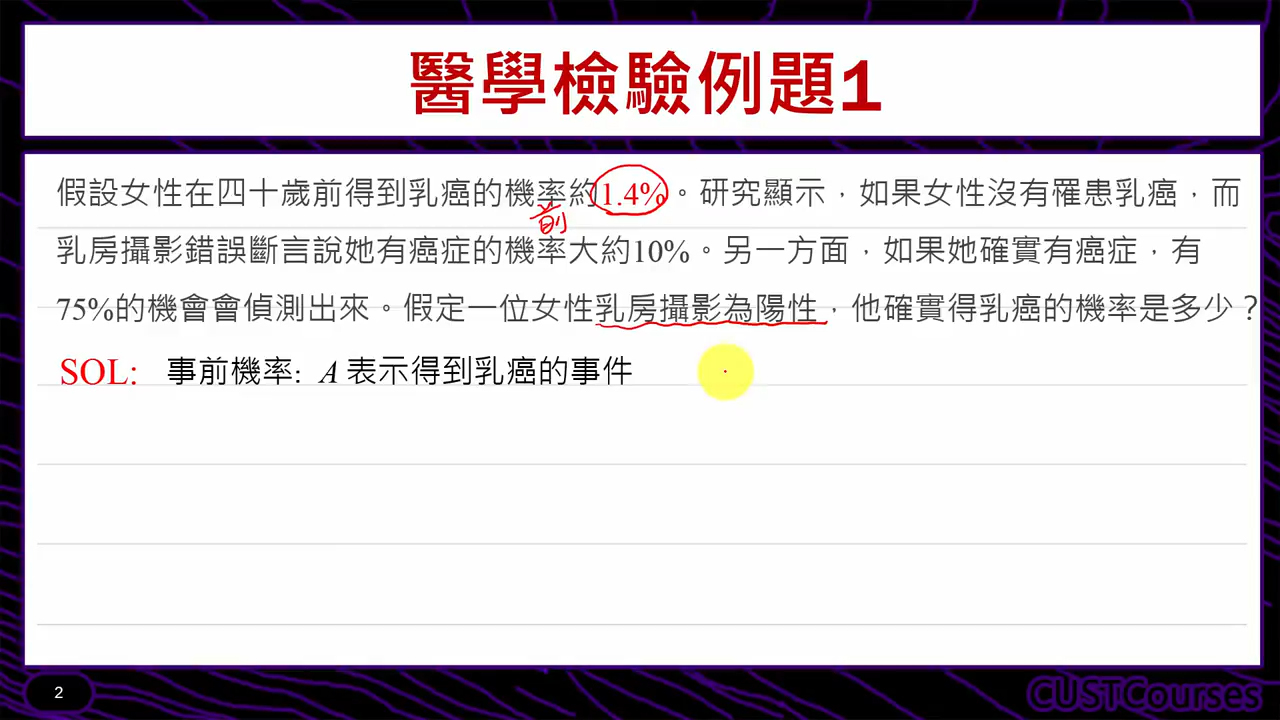 醫學檢驗例題1
假設女性在四十歲前得到乳癌的機率約1.4%。研究顯示，如果女性沒有罹患乳癌，而
前
乳房攝影錯誤斷言說她有癌症的機率大約10%。另一方面，如果她確實有癌症，有
75%的機會會偵測出來。假定一位女性乳房攝影為陽性，他確實得乳癌的機率是多少？
SOL: 事前機率: A 表示得到乳癌的事件
2
CUSTCourses